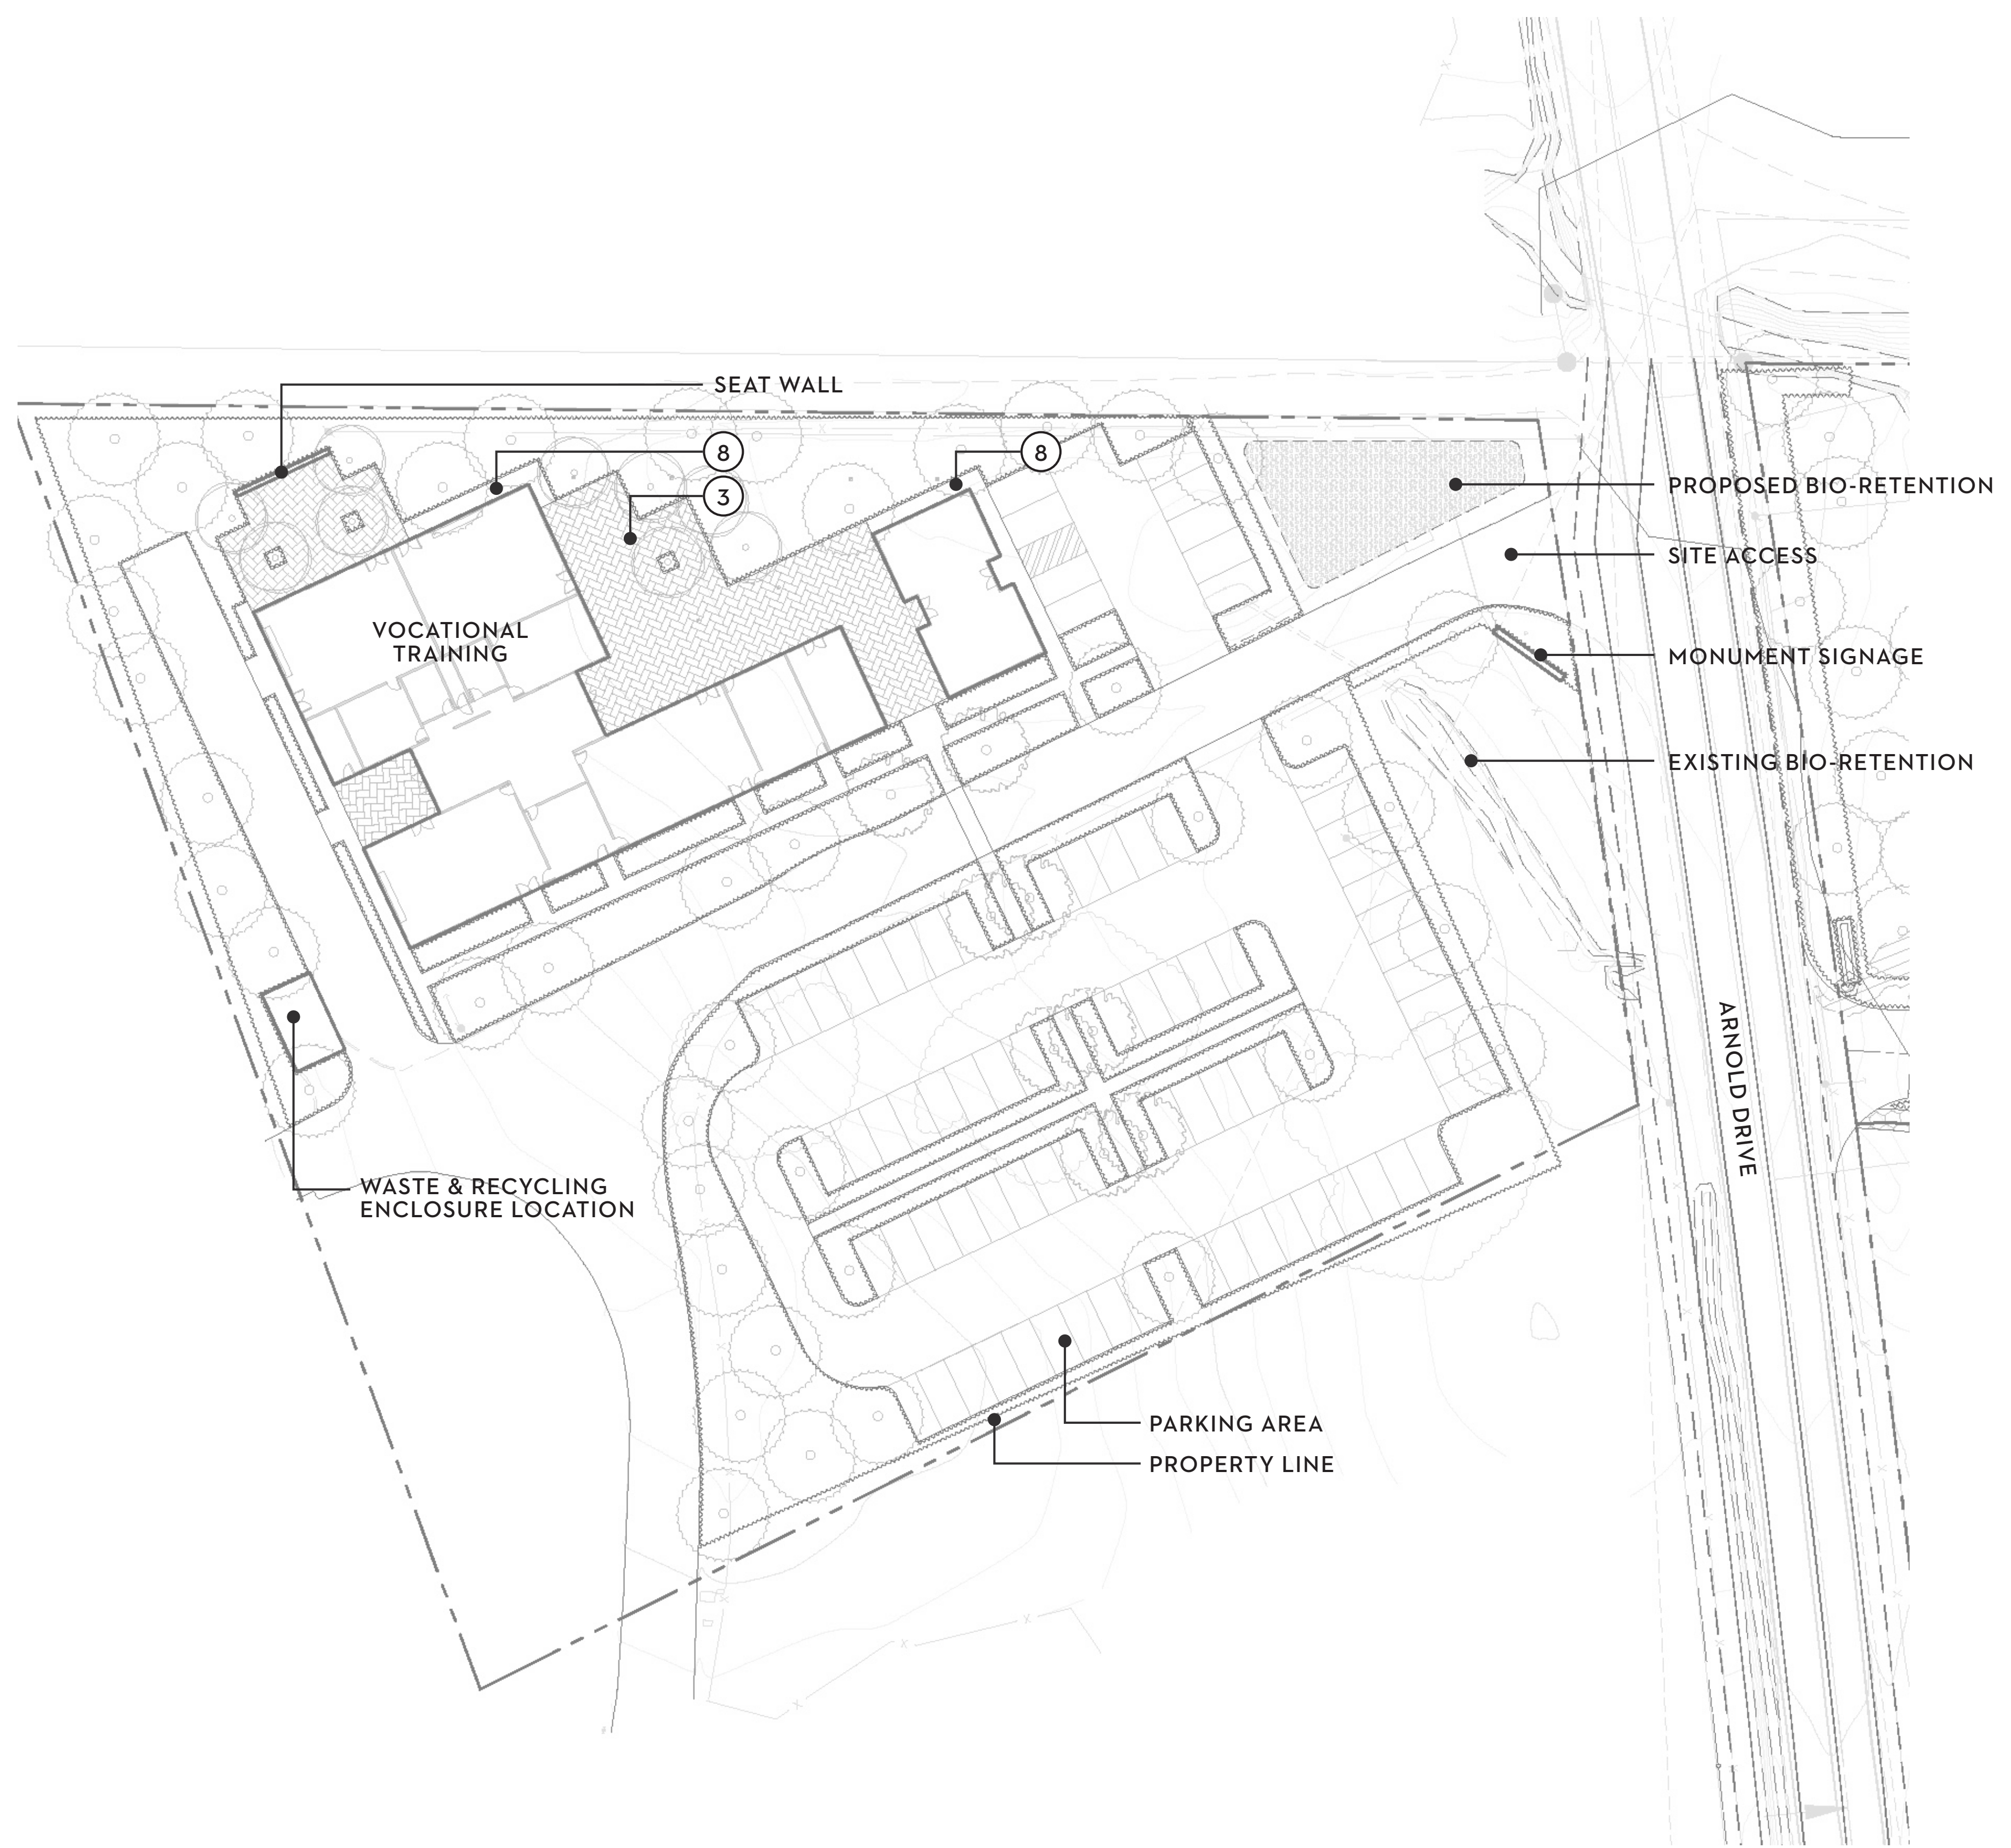 SEAT WALL
8
8
3
PROPOSED BIO-RETENTION
SITE ACCESS
VOCATIONAL
TRAINING
MONUMENT SIGNAGE
EXISTING BIO-RETENTION
ARNOLD DRIVE
WASTE & RECYCLING
ENCLOSURE LOCATION
PARKING AREA
PROPERTY LINE